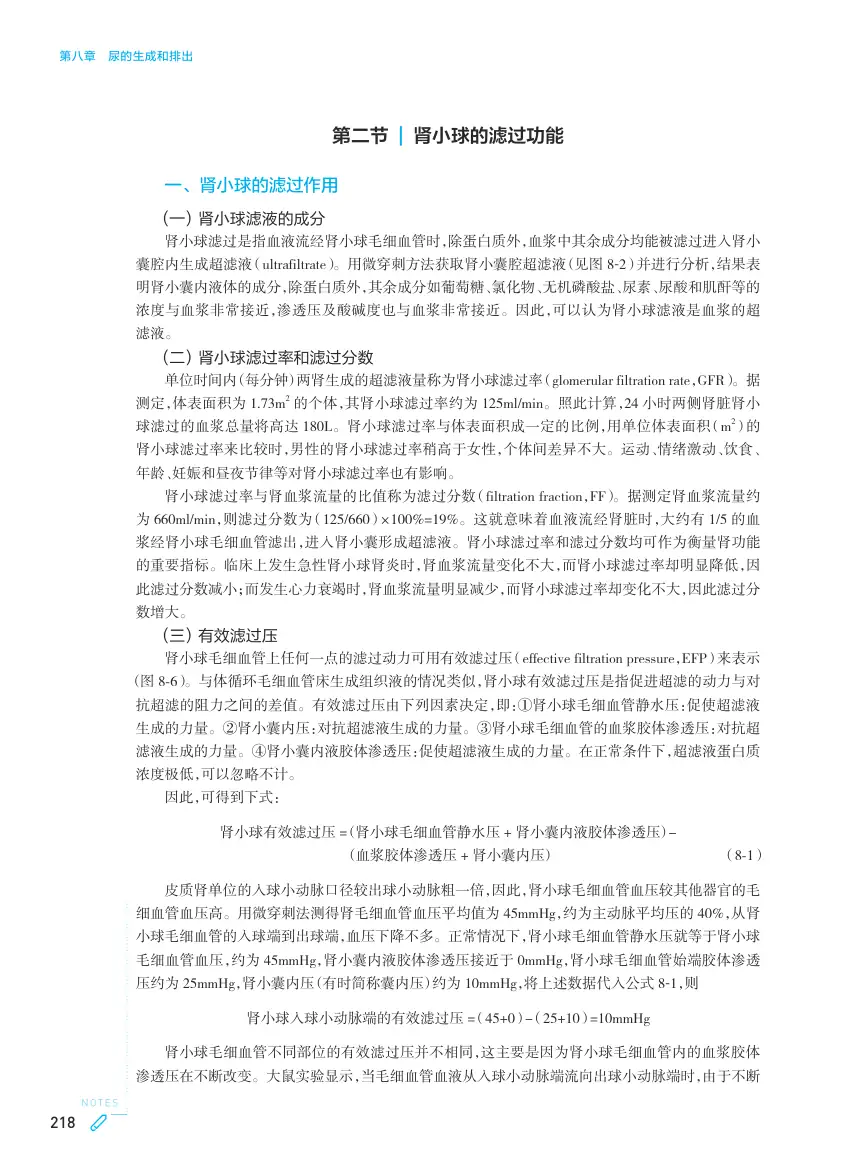 第八章 尿的生成和排出
第二节 | 肾小球的滤过功能
一、肾小球的滤过作用
（一）肾小球滤液的成分
肾小球滤过是指血液流经肾小球毛细血管时,除蛋白质外,血浆中其余成分均能被滤过进入肾小
囊腔内生成超滤液（ultrafiltrate）。用微穿刺方法获取肾小囊腔超滤液（见图 8-2）并进行分析,结果表
明肾小囊内液体的成分,除蛋白质外,其余成分如葡萄糖、氯化物、无机磷酸盐、尿素、尿酸和肌酐等的
浓度与血浆非常接近,渗透压及酸碱度也与血浆非常接近。因此,可以认为肾小球滤液是血浆的超
滤液。
（二）肾小球滤过率和滤过分数
单位时间内（每分钟）两肾生成的超滤液量称为肾小球滤过率（glomerular filtration rate,GFR）。据
测定,体表面积为 1.73m² 的个体,其肾小球滤过率约为 125ml/min。照此计算,24 小时两侧肾脏肾小
球滤过的血浆总量将高达 180L。肾小球滤过率与体表面积成一定的比例,用单位体表面积（m²）的
肾小球滤过率来比较时,男性的肾小球滤过率稍高于女性,个体间差异不大。运动、情绪激动、饮食、
年龄、妊娠和昼夜节律等对肾小球滤过率也有影响。
肾小球滤过率与肾血浆流量的比值称为滤过分数（filtration fraction,FF）。据测定肾血浆流量约
为 660ml/min,则滤过分数为（125/660）×100%=19%。这就意味着血液流经肾脏时,大约有 1/5 的血
浆经肾小球毛细血管滤出,进入肾小囊形成超滤液。肾小球滤过率和滤过分数均可作为衡量肾功能
的重要指标。临床上发生急性肾小球肾炎时,肾血浆流量变化不大,而肾小球滤过率却明显降低,因
此滤过分数减小;而发生心力衰竭时,肾血浆流量明显减少,而肾小球滤过率却变化不大,因此滤过分
数增大。
（三）有效滤过压
肾小球毛细血管上任何一点的滤过动力可用有效滤过压（effective filtration pressure,EFP）来表示
（图 8-6）。与体循环毛细血管床生成组织液的情况类似,肾小球有效滤过压是指促进超滤的动力与对
抗超滤的阻力之间的差值。有效滤过压由下列因素决定,即:①肾小球毛细血管静水压:促使超滤液
生成的力量。②肾小囊内压:对抗超滤液生成的力量。③肾小球毛细血管的血浆胶体渗透压:对抗超
滤液生成的力量。④肾小囊内液胶体渗透压:促使超滤液生成的力量。在正常条件下,超滤液蛋白质
浓度极低,可以忽略不计。
因此,可得到下式:
肾小球有效滤过压 =（肾小球毛细血管静水压 + 肾小囊内液胶体渗透压）–
（血浆胶体渗透压 + 肾小囊内压） （8-1）
皮质肾单位的入球小动脉口径较出球小动脉粗一倍,因此,肾小球毛细血管血压较其他器官的毛
细血管血压高。用微穿刺法测得肾毛细血管血压平均值为 45mmHg,约为主动脉平均压的 40%,从肾
小球毛细血管的入球端到出球端,血压下降不多。正常情况下,肾小球毛细血管静水压就等于肾小球
毛细血管血压,约为 45mmHg,肾小囊内液胶体渗透压接近于 0mmHg,肾小球毛细血管始端胶体渗透
压约为 25mmHg,肾小囊内压（有时简称囊内压）约为 10mmHg,将上述数据代入公式 8-1,则
肾小球入球小动脉端的有效滤过压 =（45+0）–（25+10）=10mmHg
肾小球毛细血管不同部位的有效滤过压并不相同,这主要是因为肾小球毛细血管内的血浆胶体
渗透压在不断改变。大鼠实验显示,当毛细血管血液从入球小动脉端流向出球小动脉端时,由于不断
NOTES
218